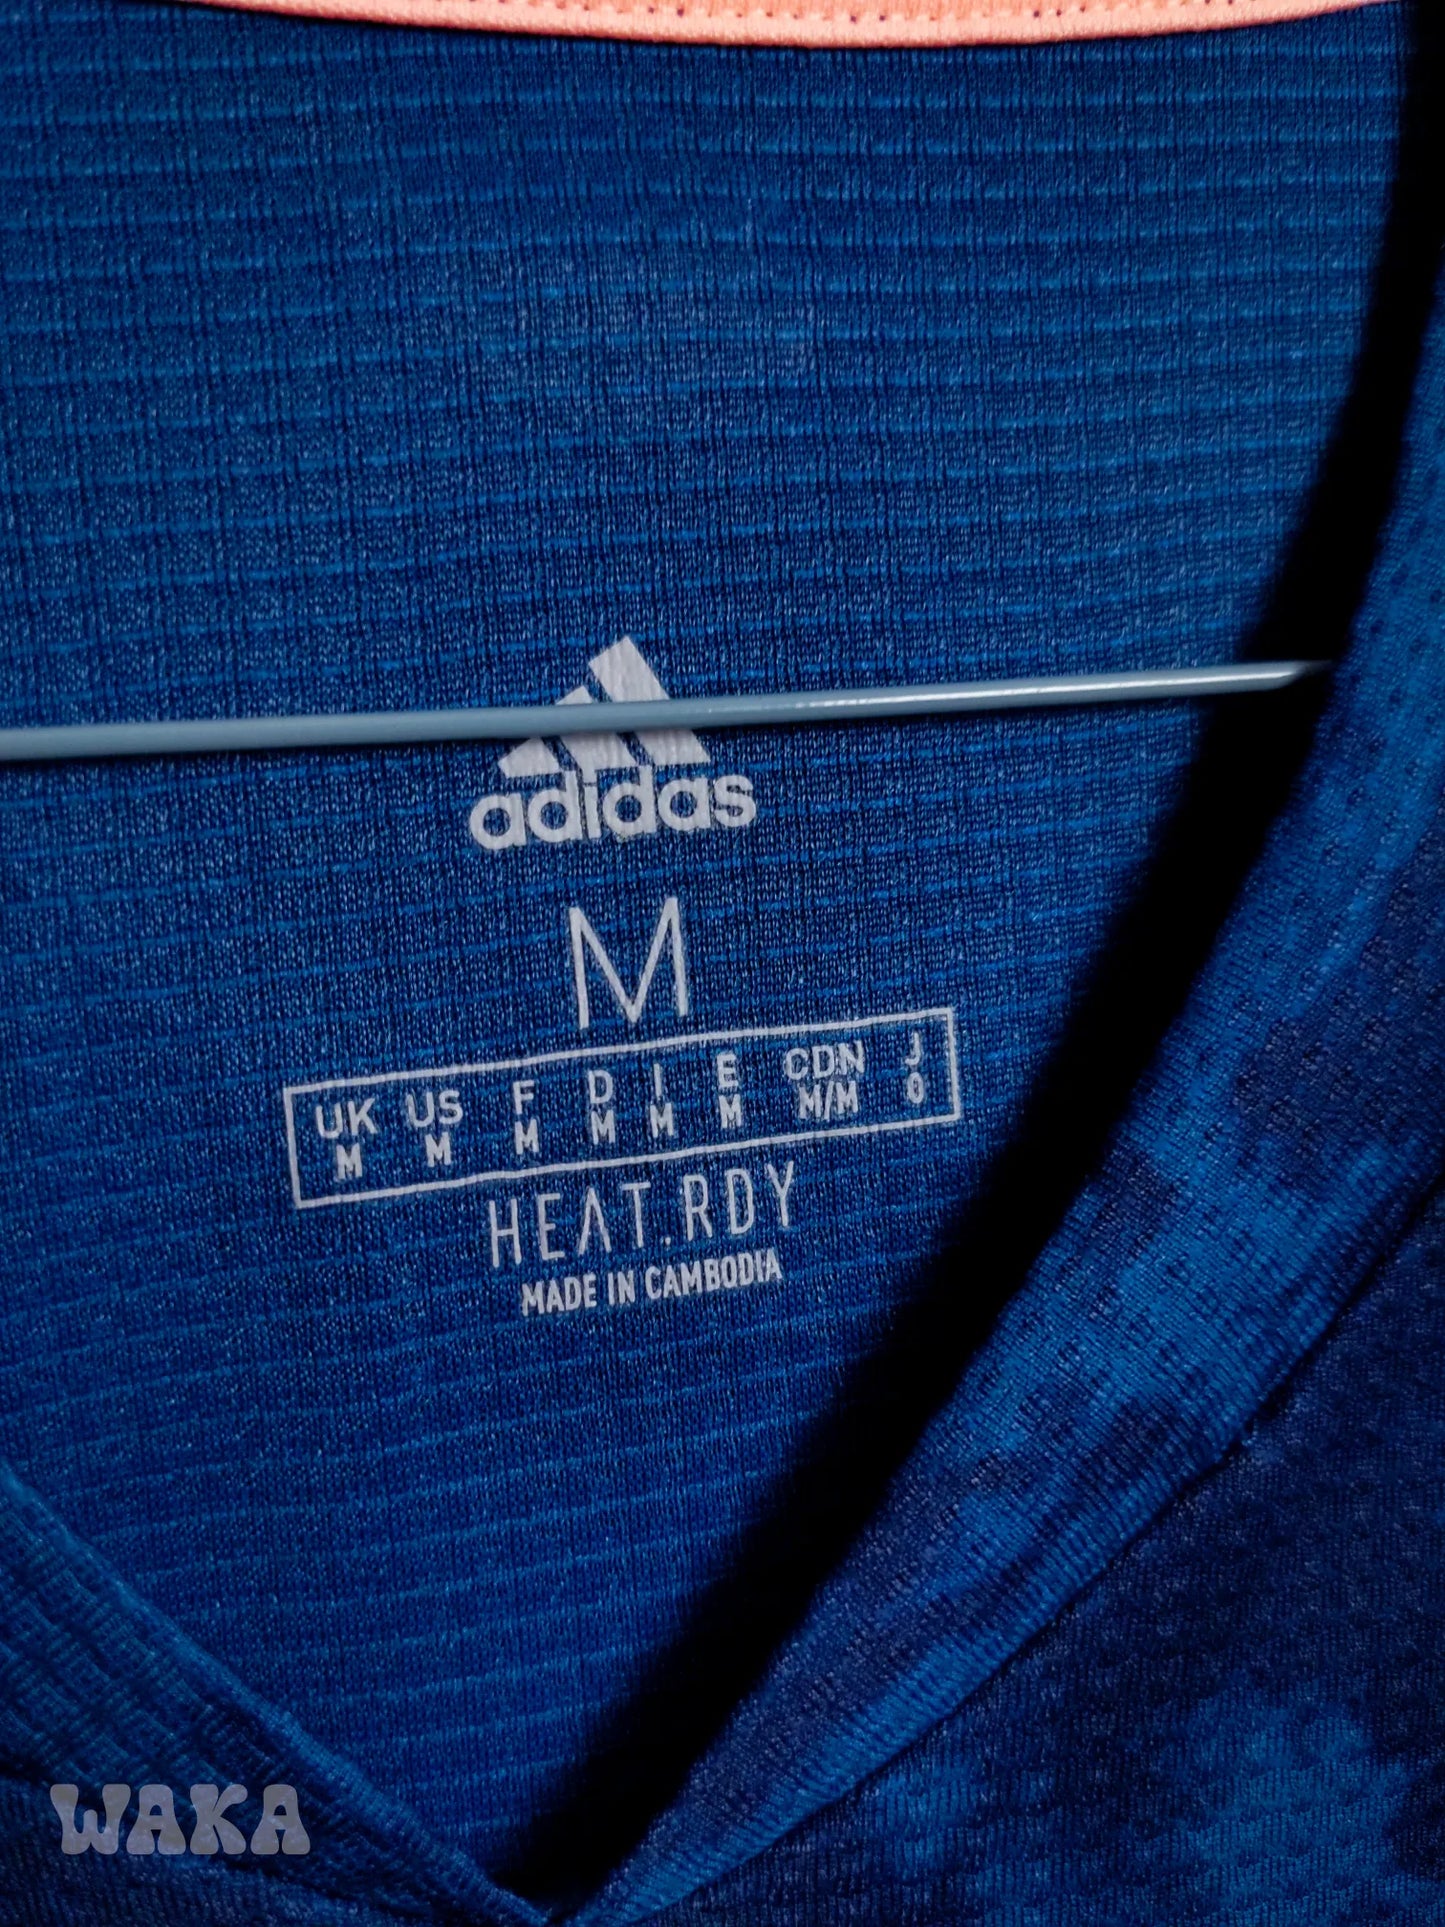 adidas
M
UK US F D I E CDN J
M M M M M M M/M O
HEAT.RDY
MADE IN CAMBODIA
WAKA